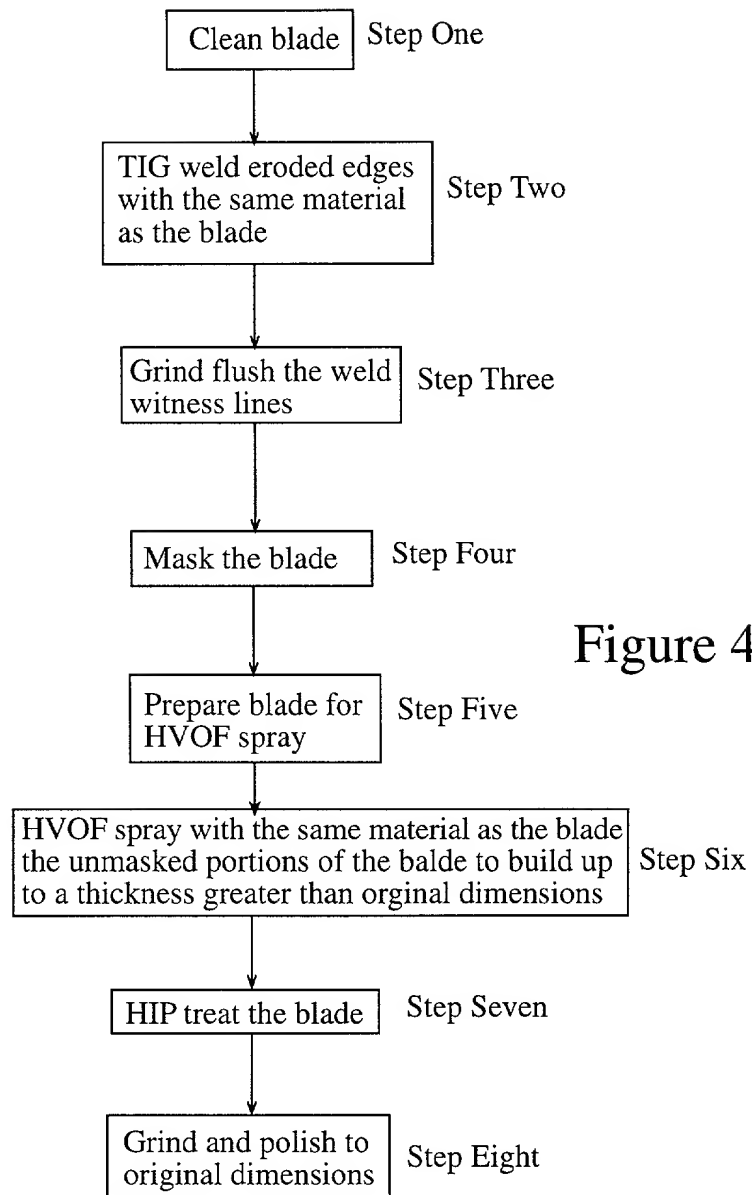 Clean blade
Step One
TIG weld eroded edges
with the same material
as the blade
Step Two
Grind flush the weld
witness lines
Step Three
Mask the blade
Step Four
Figure 4
Prepare blade for
HVOF spray
Step Five
HVOF spray with the same material as the blade
the unmasked portions of the balde to build up
to a thickness greater than orginal dimensions
Step Six
HIP treat the blade
Step Seven
Grind and polish to
original dimensions
Step Eight